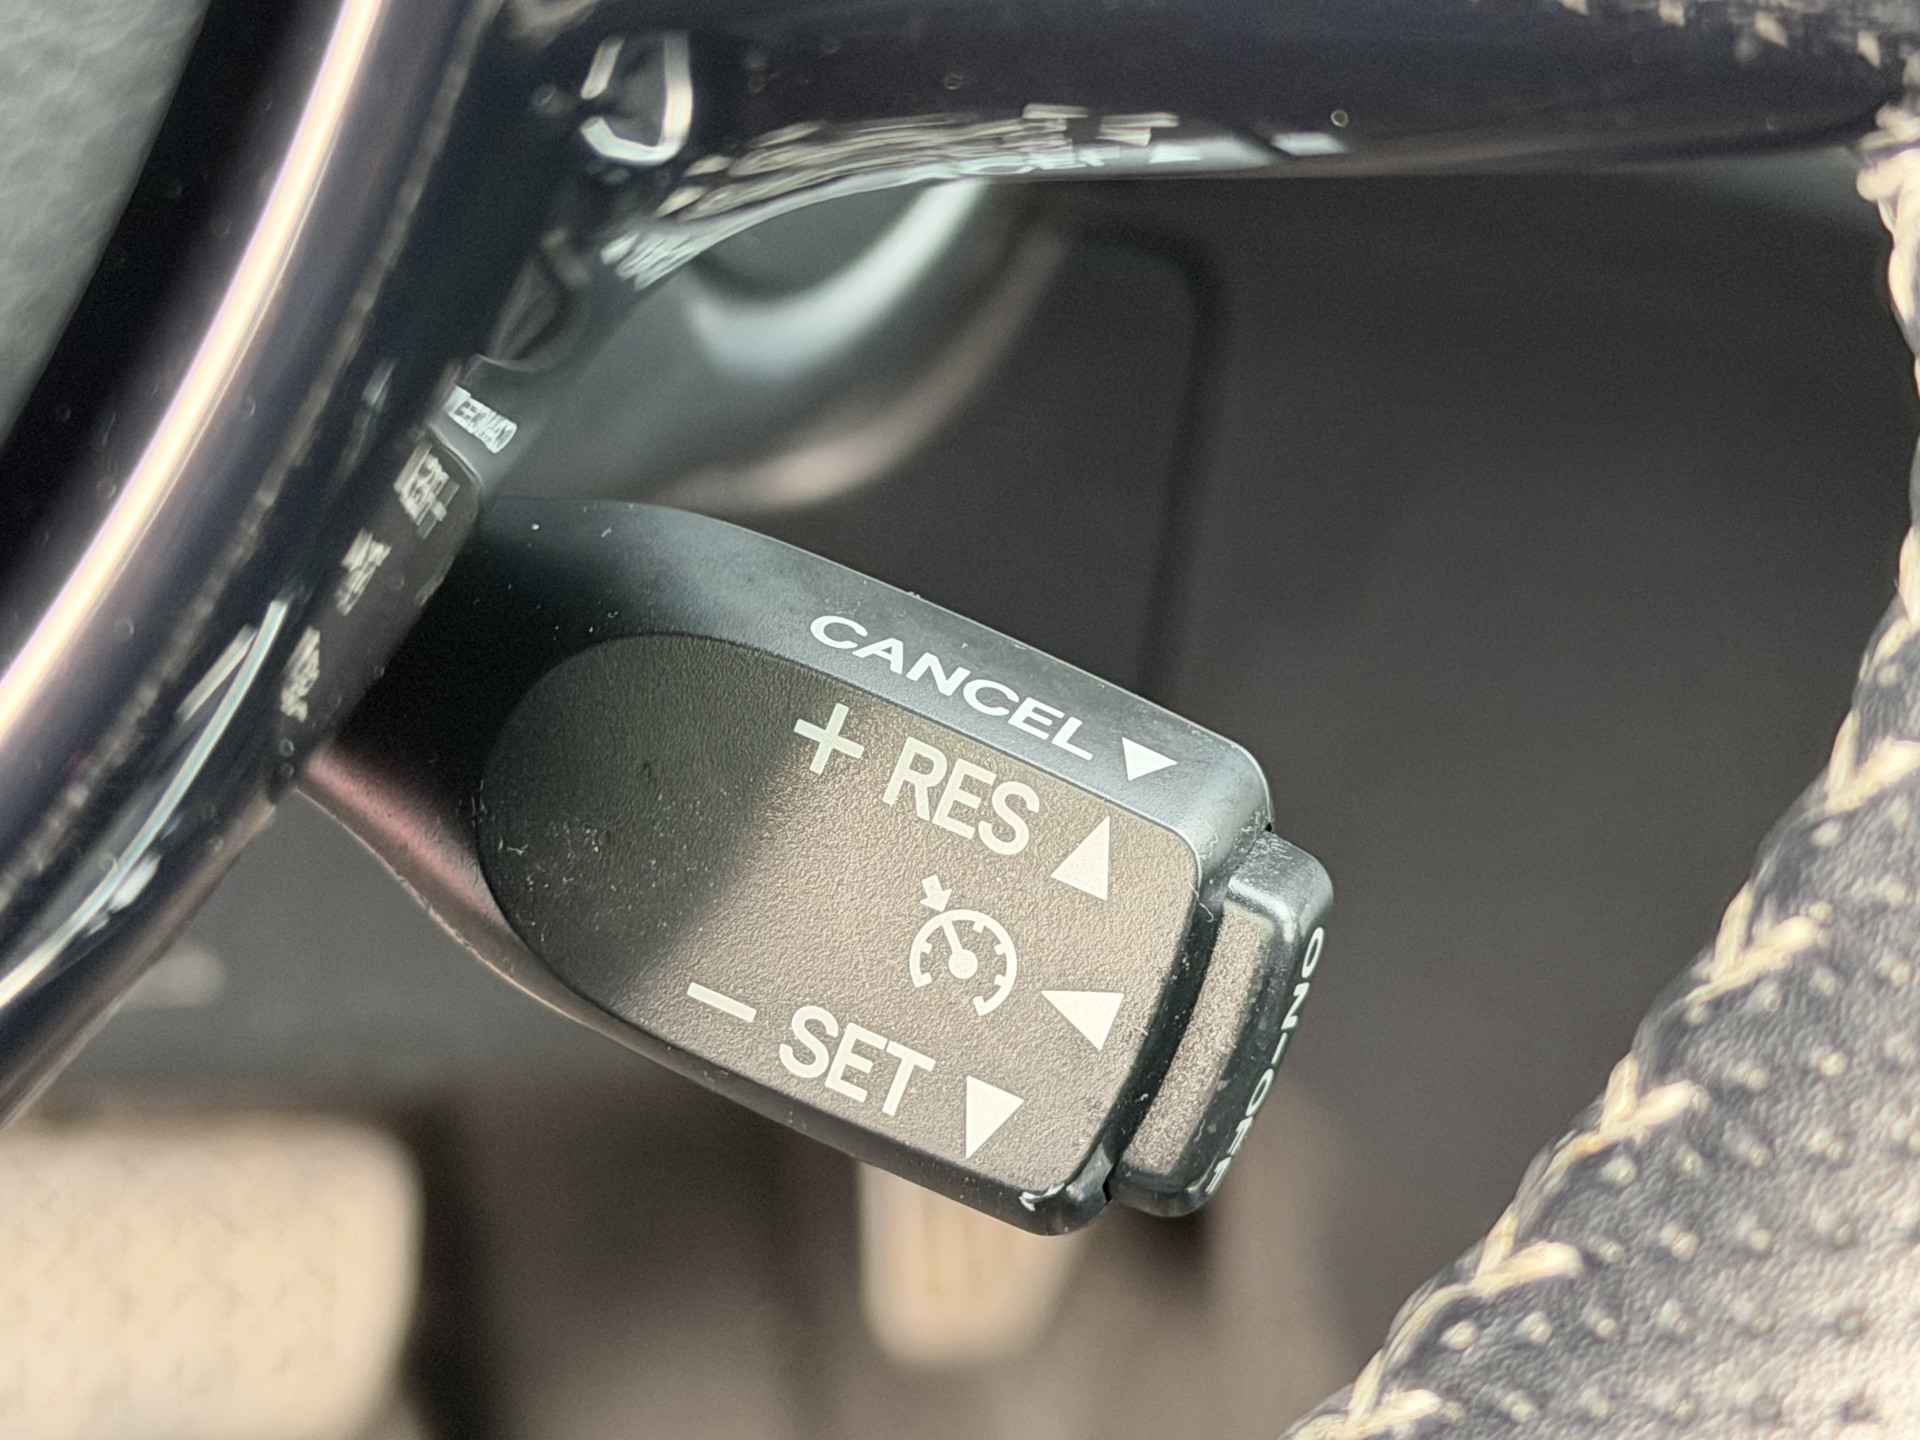 CANCEL
+ RES
– SET
ON-OFF